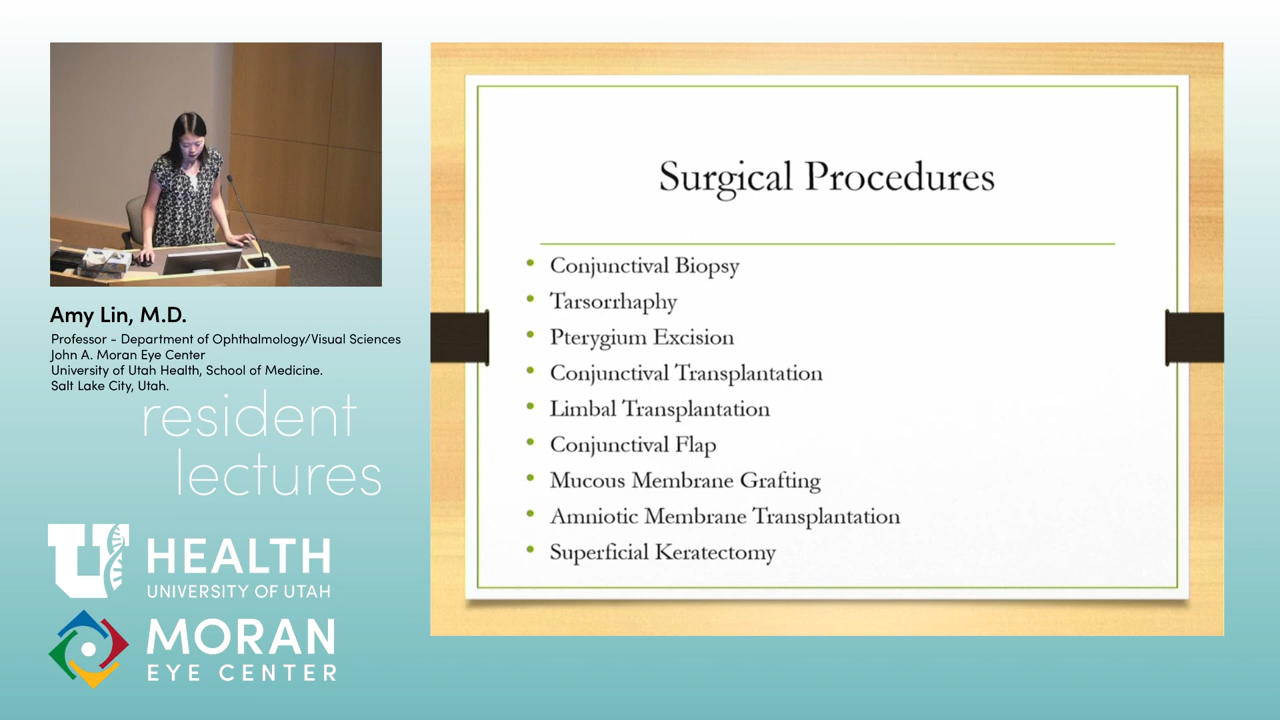 Amy Lin, M.D.
Professor - Department of Ophthalmology/Visual Sciences
John A. Moran Eye Center
University of Utah Health, School of Medicine.
Salt Lake City, Utah.
resident
lectures
U HEALTH
UNIVERSITY OF UTAH
MORAN
EYE CENTER
Surgical Procedures
• Conjunctival Biopsy
• Tarsorrhaphy
• Pterygium Excision
• Conjunctival Transplantation
• Limbal Transplantation
• Conjunctival Flap
• Mucous Membrane Grafting
• Amniotic Membrane Transplantation
• Superficial Keratectomy